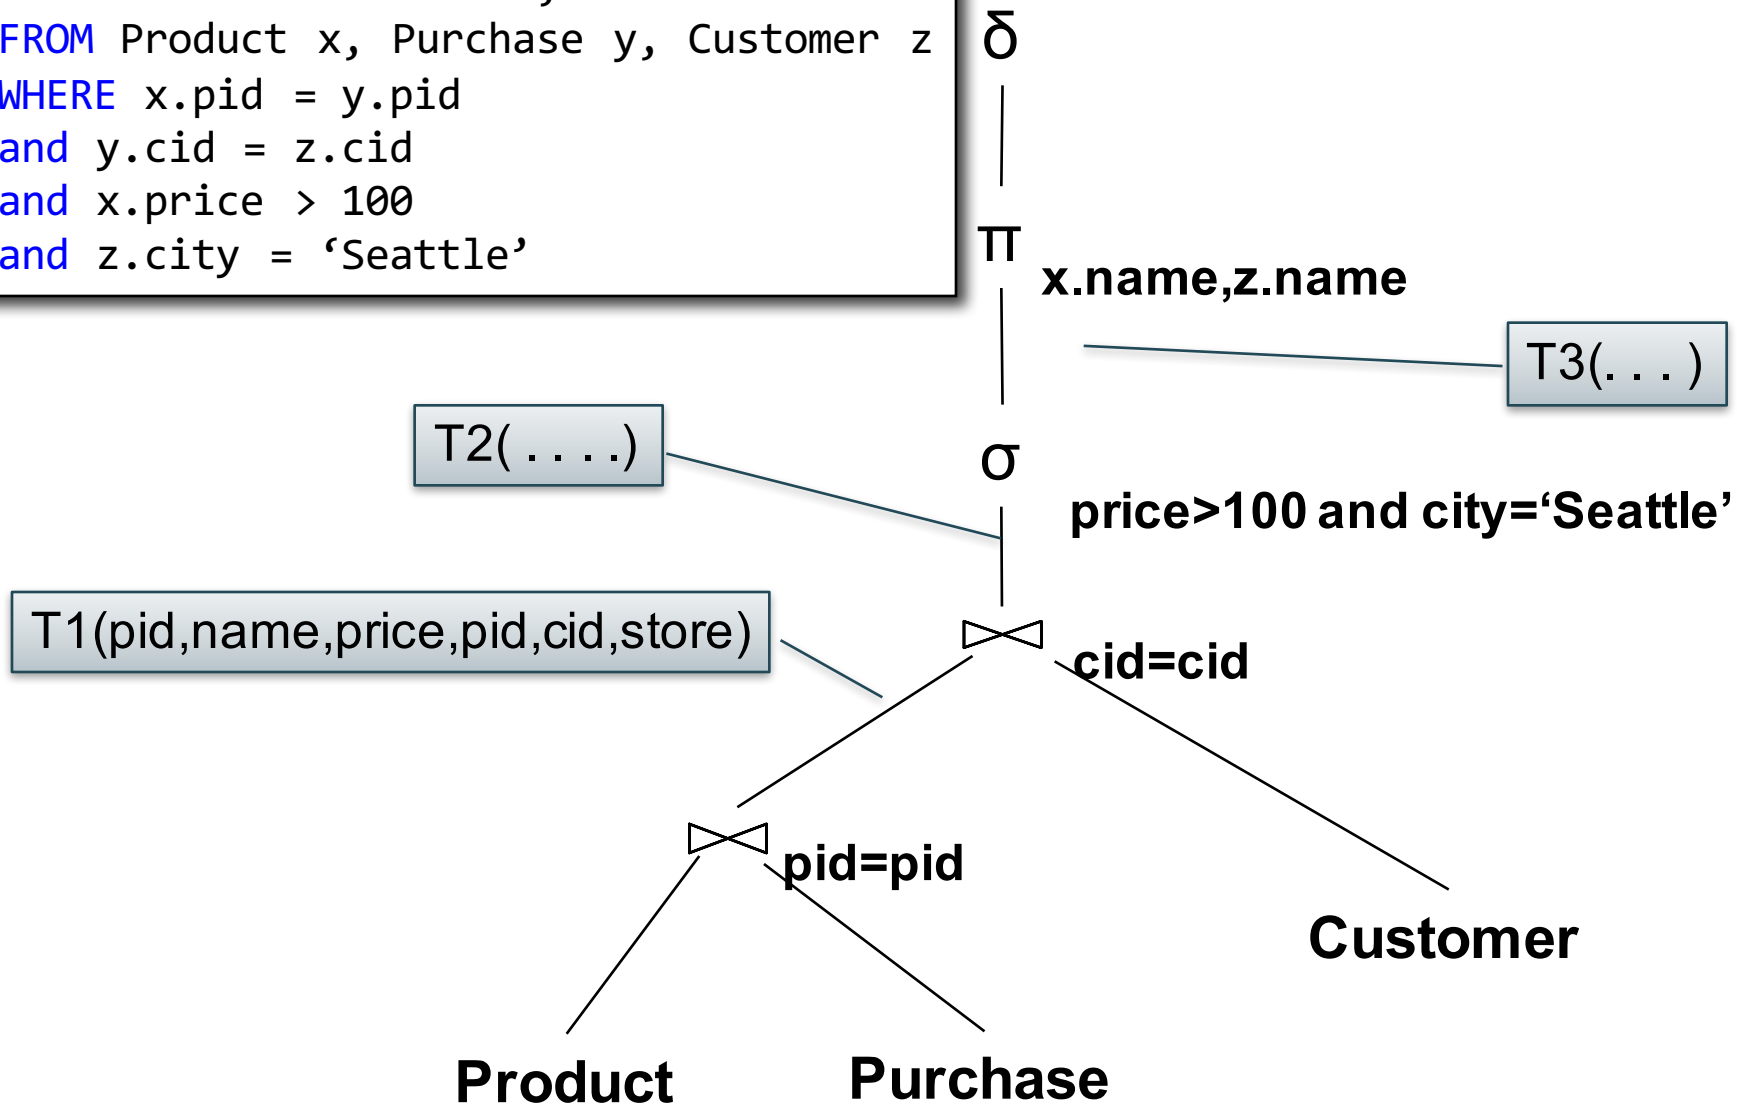 FROM Product x, Purchase y, Customer z
WHERE x.pid = y.pid
and y.cid = z.cid
and x.price > 100
and z.city = ‘Seattle’
δ
π
x.name,z.name
T3(. . . )
T2( . . . .)
σ
price>100 and city=‘Seattle’
T1(pid,name,price,pid,cid,store)
cid=cid
pid=pid
Customer
Product
Purchase